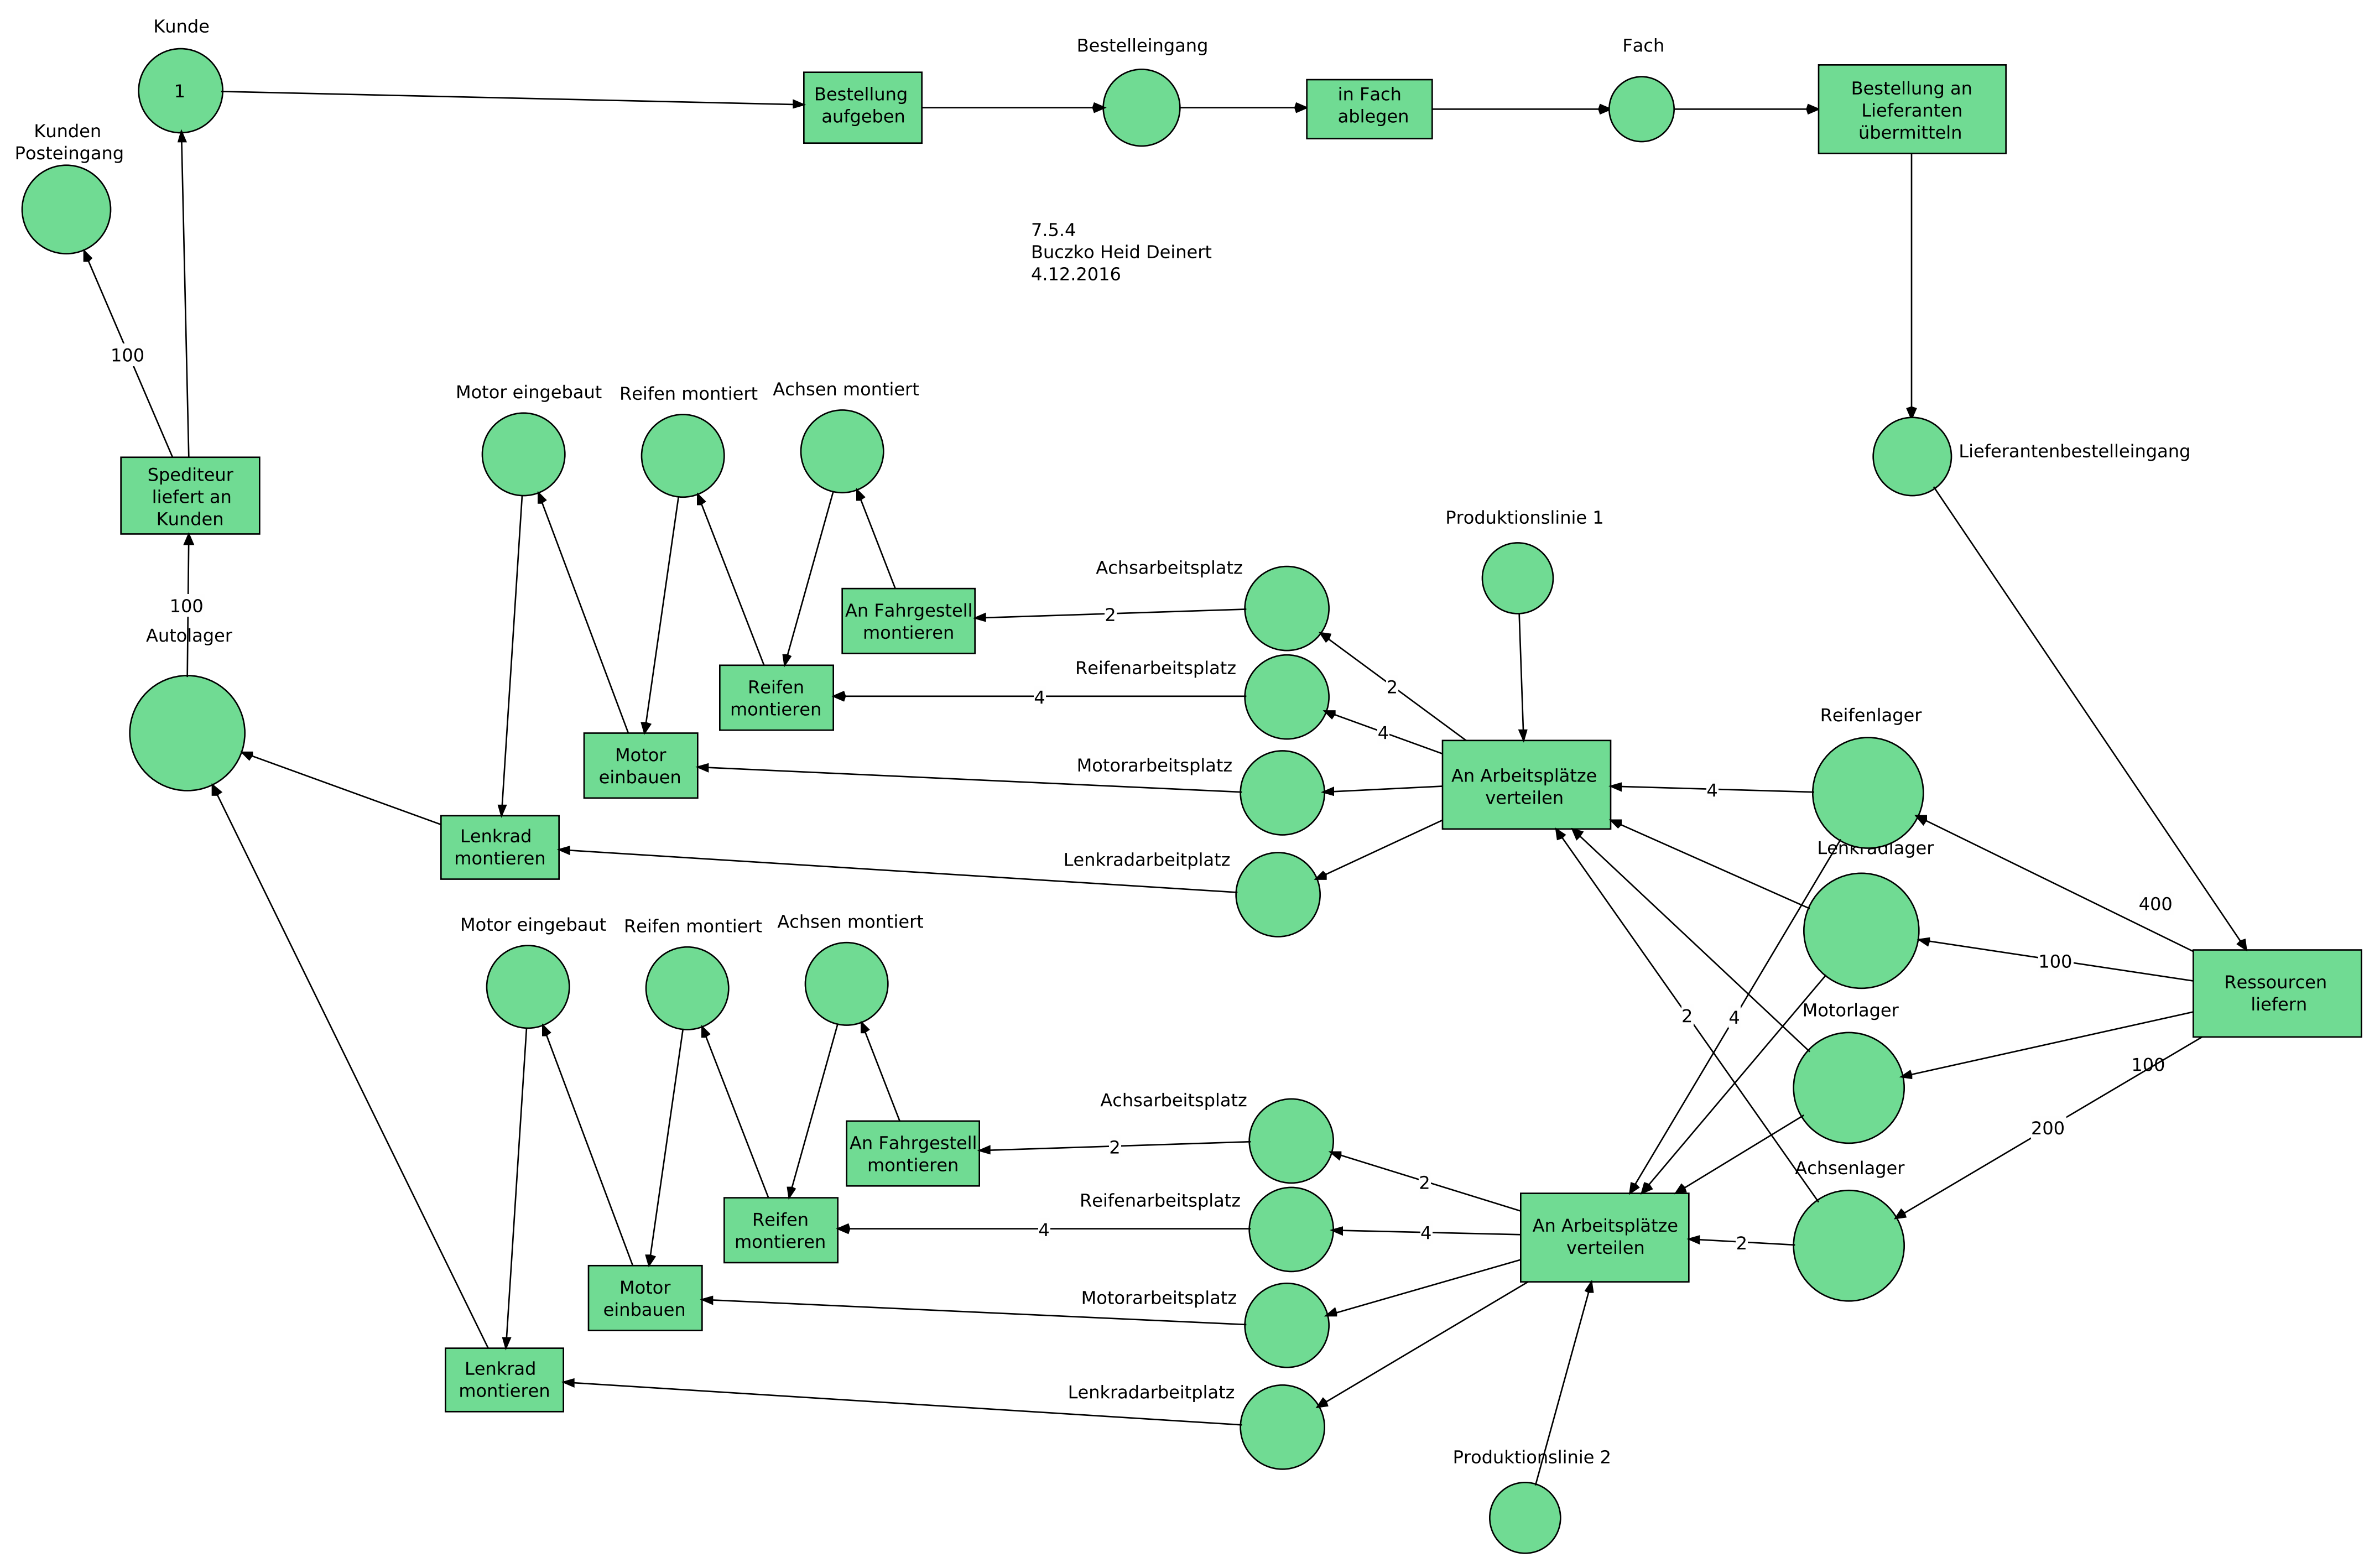 Kunde
Bestelleingang
Fach
1
Bestellung
aufgeben
in Fach
ablegen
Bestellung an
Lieferanten
übermitteln
Kunden
Posteingang
7.5.4
Buczko Heid Deinert
4.12.2016
100
Motor eingebaut
Reifen montiert
Achsen montiert
Lieferantenbestelleingang
Spediteur
liefert an
Kunden
Produktionslinie 1
Achsarbeitsplatz
100
An Fahrgestell
montieren
2
Autolager
Reifenarbeitsplatz
2
Reifen
montieren
4
4
Reifenlager
Motor
einbauen
Motorarbeitsplatz
An Arbeitsplätze
verteilen
4
Lenkrad
montieren
Lenkradarbeitplatz
Lenkradlager
400
Motor eingebaut
Reifen montiert
Achsen montiert
100
Ressourcen
liefern
Motorlager
2
4
100
Achsarbeitsplatz
200
An Fahrgestell
montieren
2
Achsenlager
2
Reifenarbeitsplatz
Reifen
montieren
4
4
An Arbeitsplätze
verteilen
2
Motor
einbauen
Motorarbeitsplatz
Lenkrad
montieren
Lenkradarbeitplatz
Produktionslinie 2